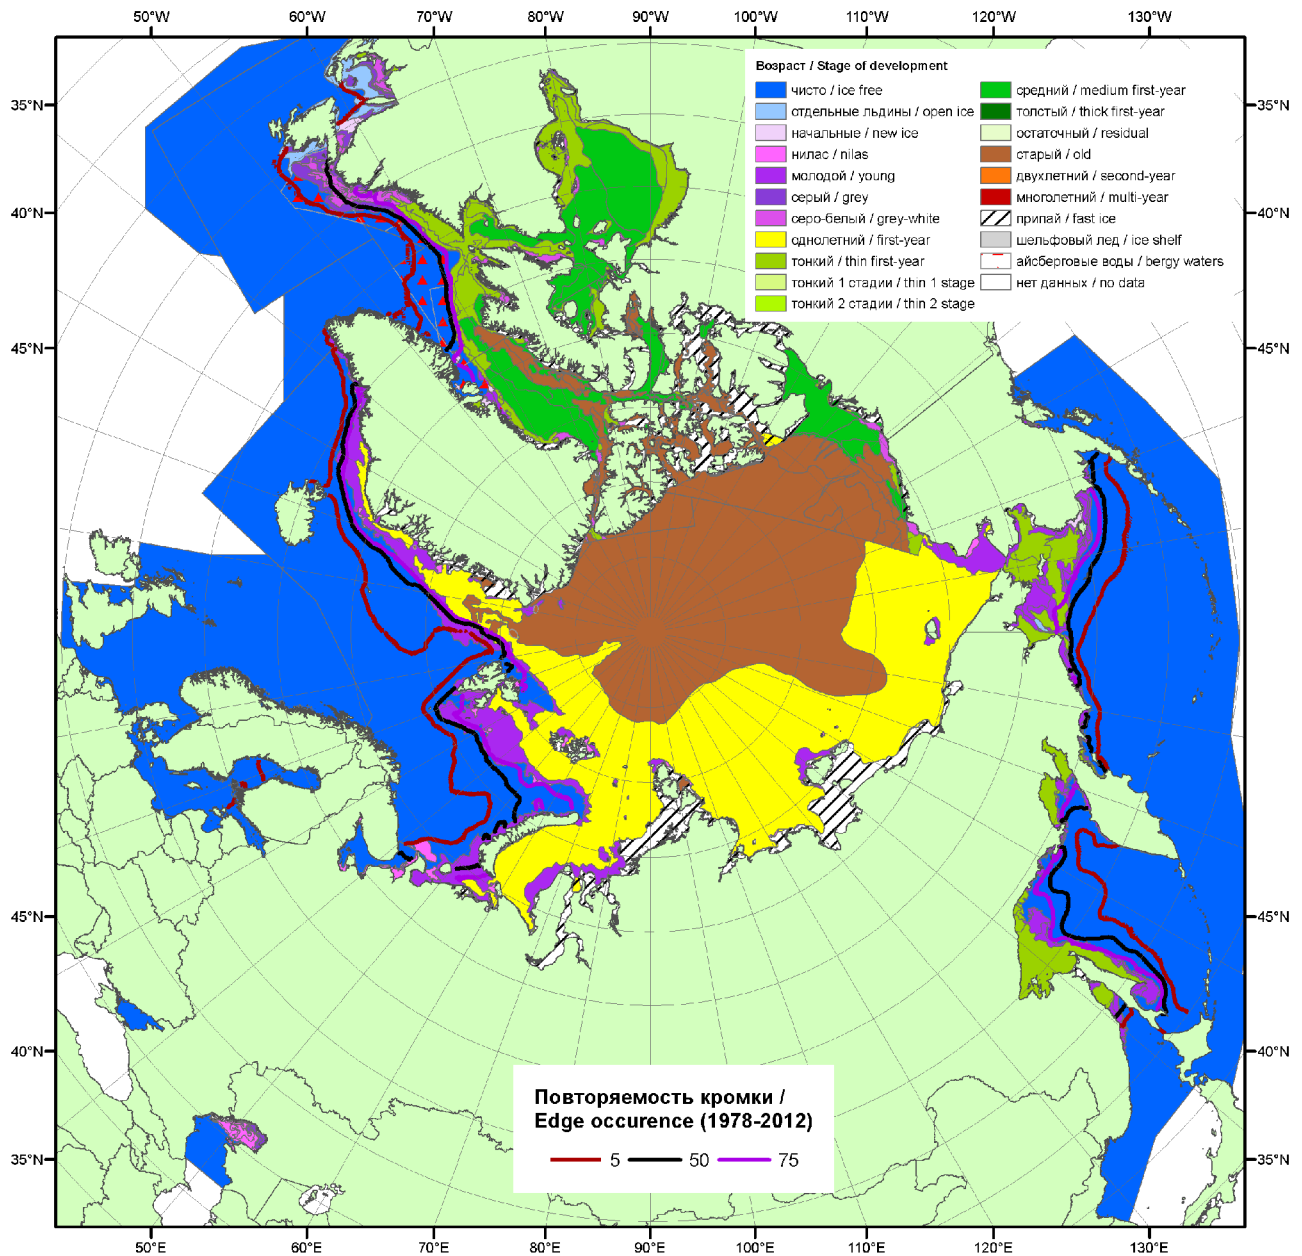 50°W 60°W 70°W 80°W 90°W 100°W 110°W 120°W 130°W
Возраст / Stage of development
чисто / ice free
отдельные льдины / open ice
начальные / new ice
нилас / nilas
молодой / young
серый / grey
серо-белый / grey-white
однолетний / first-year
тонкий / thin first-year
тонкий 1 стадии / thin 1 stage
тонкий 2 стадии / thin 2 stage
средний / medium first-year
толстый / thick first-year
остаточный / residual
старый / old
двухлетний / second-year
многолетний / multi-year
припай / fast ice
шельфовый лед / ice shelf
айсберговые воды / bergy waters
нет данных / no data
35°N 35°N
40°N 40°N
45°N 45°N
45°N 45°N
40°N 40°N
35°N 35°N
Повторяемость кромки /
Edge occurence (1978-2012)
5 50 75
50°E 60°E 70°E 80°E 90°E 100°E 110°E 120°E 130°E